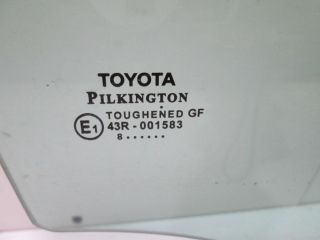 TOYOTA
PILKINGTON
TOUGHENED GF
E1 43R-001583
8······